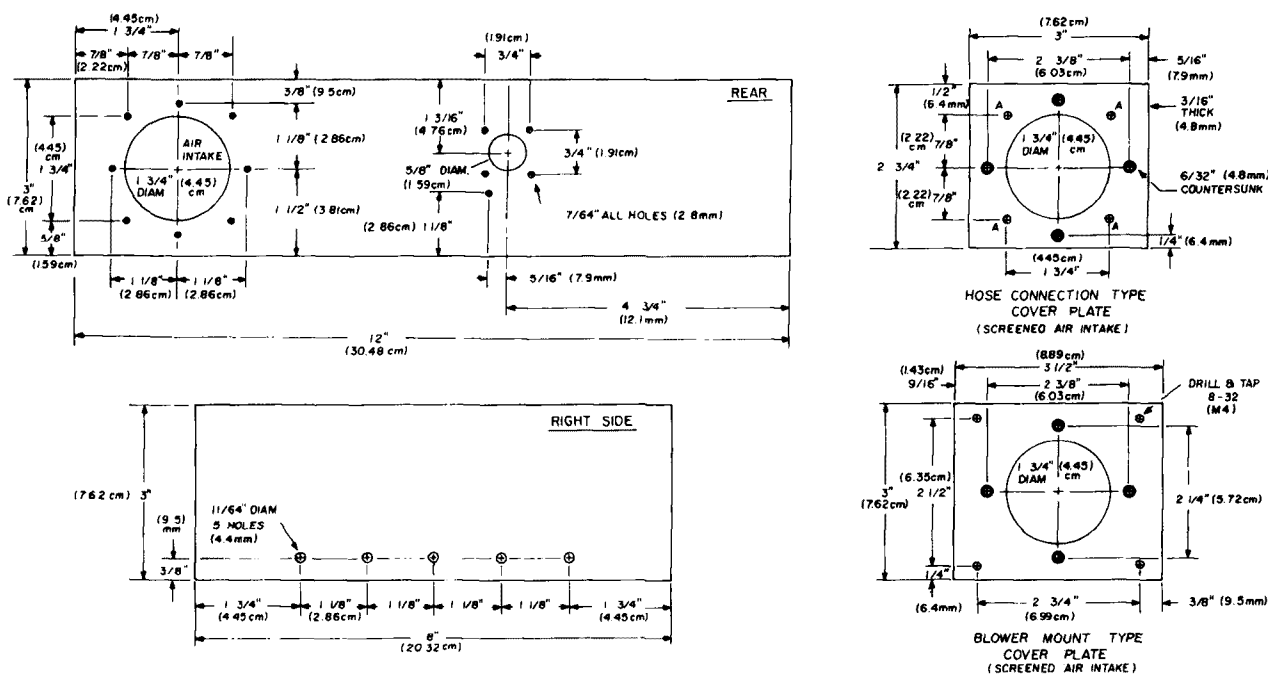 (4.45cm)
1 3/4"
7/8" 7/8" 7/8"
(2.22cm)
3/8" (9.5)
mm
AIR
INTAKE
1 3/4" (4.45)
DIAM cm
(4.45)
cm
1 3/4"
3"
(7.62)
cm
5/8"
(1.59cm)
1 1/8" (2.86cm)
1 1/2" (3.81cm)
1 1/8" 1 1/8"
(2.86cm) (2.86cm)
(1.91cm)
3/4"
REAR
1 3/16"
(4.76cm)
5/8" DIAM.
(1.59cm)
3/4" (1.91cm)
7/64" ALL HOLES (2.8mm)
(2.86cm) 1 1/8"
5/16" (7.9mm)
4 3/4"
(12.1mm)
12"
(30.48 cm)
RIGHT SIDE
(7.62 cm) 3"
11/64" DIAM
5 HOLES
(4.4mm)
(9.5)
mm
3/8"
1 3/4" 1 1/8" 1 1/8" 1 1/8" 1 1/8" 1 3/4"
(4.45cm) (2.86cm) (4.45cm)
8"
(20.32 cm)
(7.62cm)
3"
2 3/8"
(6.03cm)
5/16"
(7.9mm)
1/2"
(6.4mm)
3/16"
THICK
(4.8mm)
A A
(2.22)
cm 7/8"
1 3/4" (4.45)
DIAM cm
2 3/4"
6/32" (4.8mm)
COUNTERSUNK
(2.22)
cm 7/8"
A A
1/4" (6.4mm)
(4.45cm)
1 3/4"
HOSE CONNECTION TYPE
COVER PLATE
(SCREENED AIR INTAKE)
(8.89cm)
3 1/2"
(1.43cm)
9/16"
2 3/8"
(6.03cm)
DRILL & TAP
8-32
(M4)
1 3/4" (4.45)
DIAM cm
(6.35cm)
2 1/2"
3"
(7.62cm)
2 1/4" (5.72cm)
1/4"
(6.4mm)
2 3/4"
(6.99cm)
3/8" (9.5mm)
BLOWER MOUNT TYPE
COVER PLATE
(SCREENED AIR INTAKE)